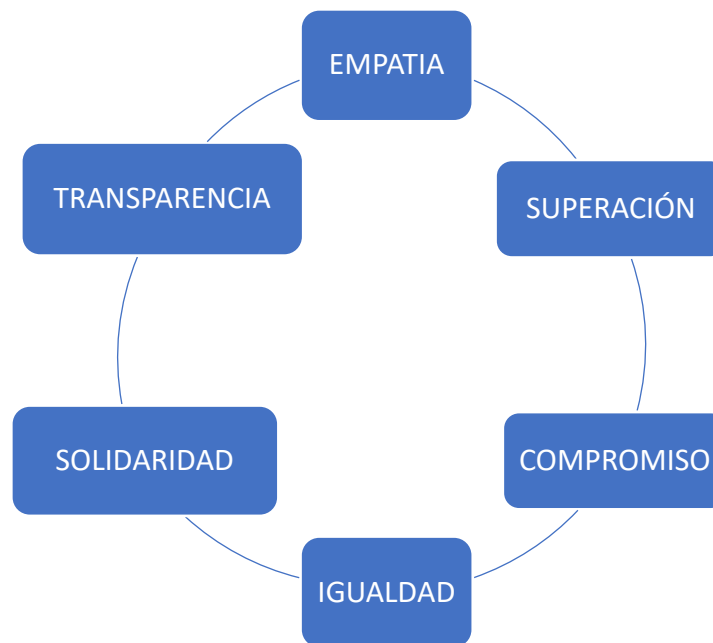 EMPATIA
SUPERACIÓN
COMPROMISO
IGUALDAD
SOLIDARIDAD
TRANSPARENCIA